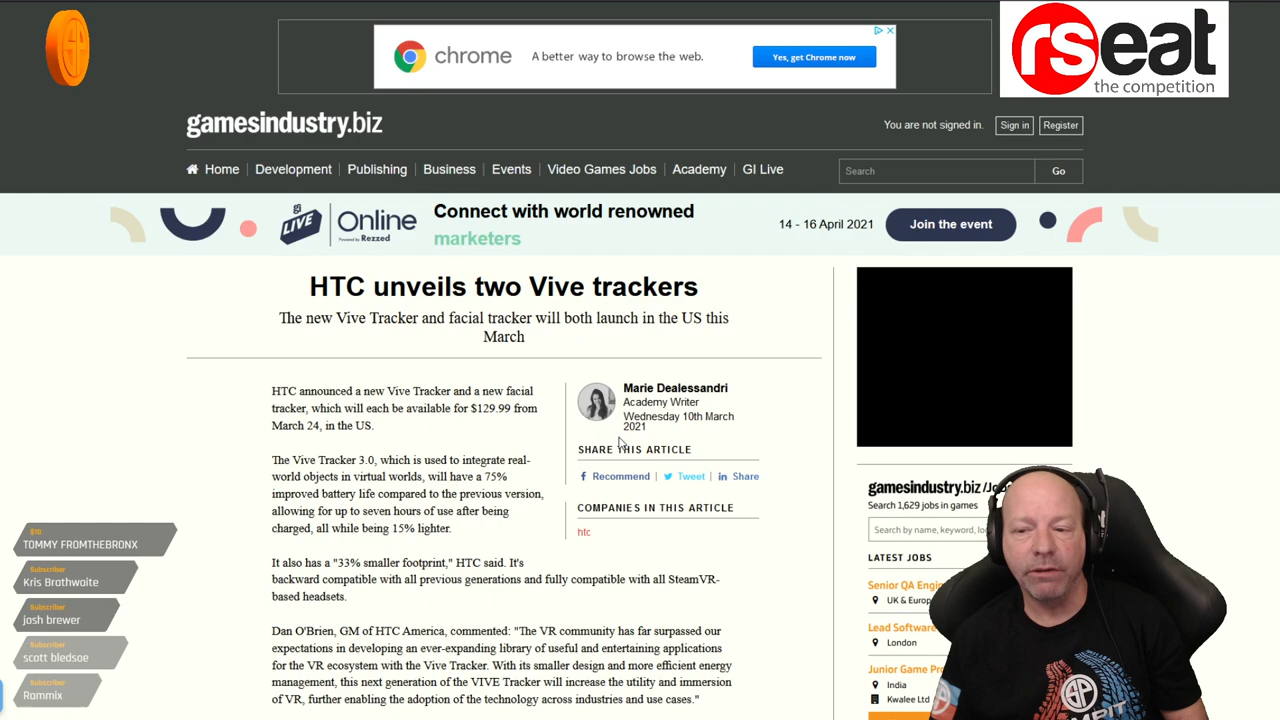 rseat
the competition
chrome
A better way to browse the web.
Yes, get Chrome now
gamesindustry.biz
You are not signed in.
Sign in
Register
Home
Development
Publishing
Business
Events
Video Games Jobs
Academy
GI Live
Search
Go
gi LIVE
Online
Powered by Rezzed
Connect with world renowned
marketers
14 - 16 April 2021
Join the event
HTC unveils two Vive trackers
The new Vive Tracker and facial tracker will both launch in the US this
March
HTC announced a new Vive Tracker and a new facial
tracker, which will each be available for $129.99 from
March 24, in the US.
The Vive Tracker 3.0, which is used to integrate real-
world objects in virtual worlds, will have a 75%
improved battery life compared to the previous version,
allowing for up to seven hours of use after being
charged, all while being 15% lighter.
It also has a "33% smaller footprint," HTC said. It's
backward compatible with all previous generations and fully compatible with all SteamVR-
based headsets.
Dan O'Brien, GM of HTC America, commented: "The VR community has far surpassed our
expectations in developing an ever-expanding library of useful and entertaining applications
for the VR ecosystem with the Vive Tracker. With its smaller design and more efficient energy
management, this next generation of the VIVE Tracker will increase the utility and immersion
of VR, further enabling the adoption of the technology across industries and use cases."
Marie Dealessandri
Academy Writer
Wednesday 10th March
2021
SHARE THIS ARTICLE
Recommend
Tweet
Share
COMPANIES IN THIS ARTICLE
htc
gamesindustry.biz
Search 1,629 jobs in games
Search by name, keyword,
LATEST JOBS
Senior QA Engin
UK & Europ
Lead Software
London
Junior Game Pr
India
Kwalee Ltd
$10
TOMMY FROMTHEBRONX
Subscriber
Kris Brathwaite
Subscriber
josh brewer
Subscriber
scott bledsoe
Subscriber
Rammix